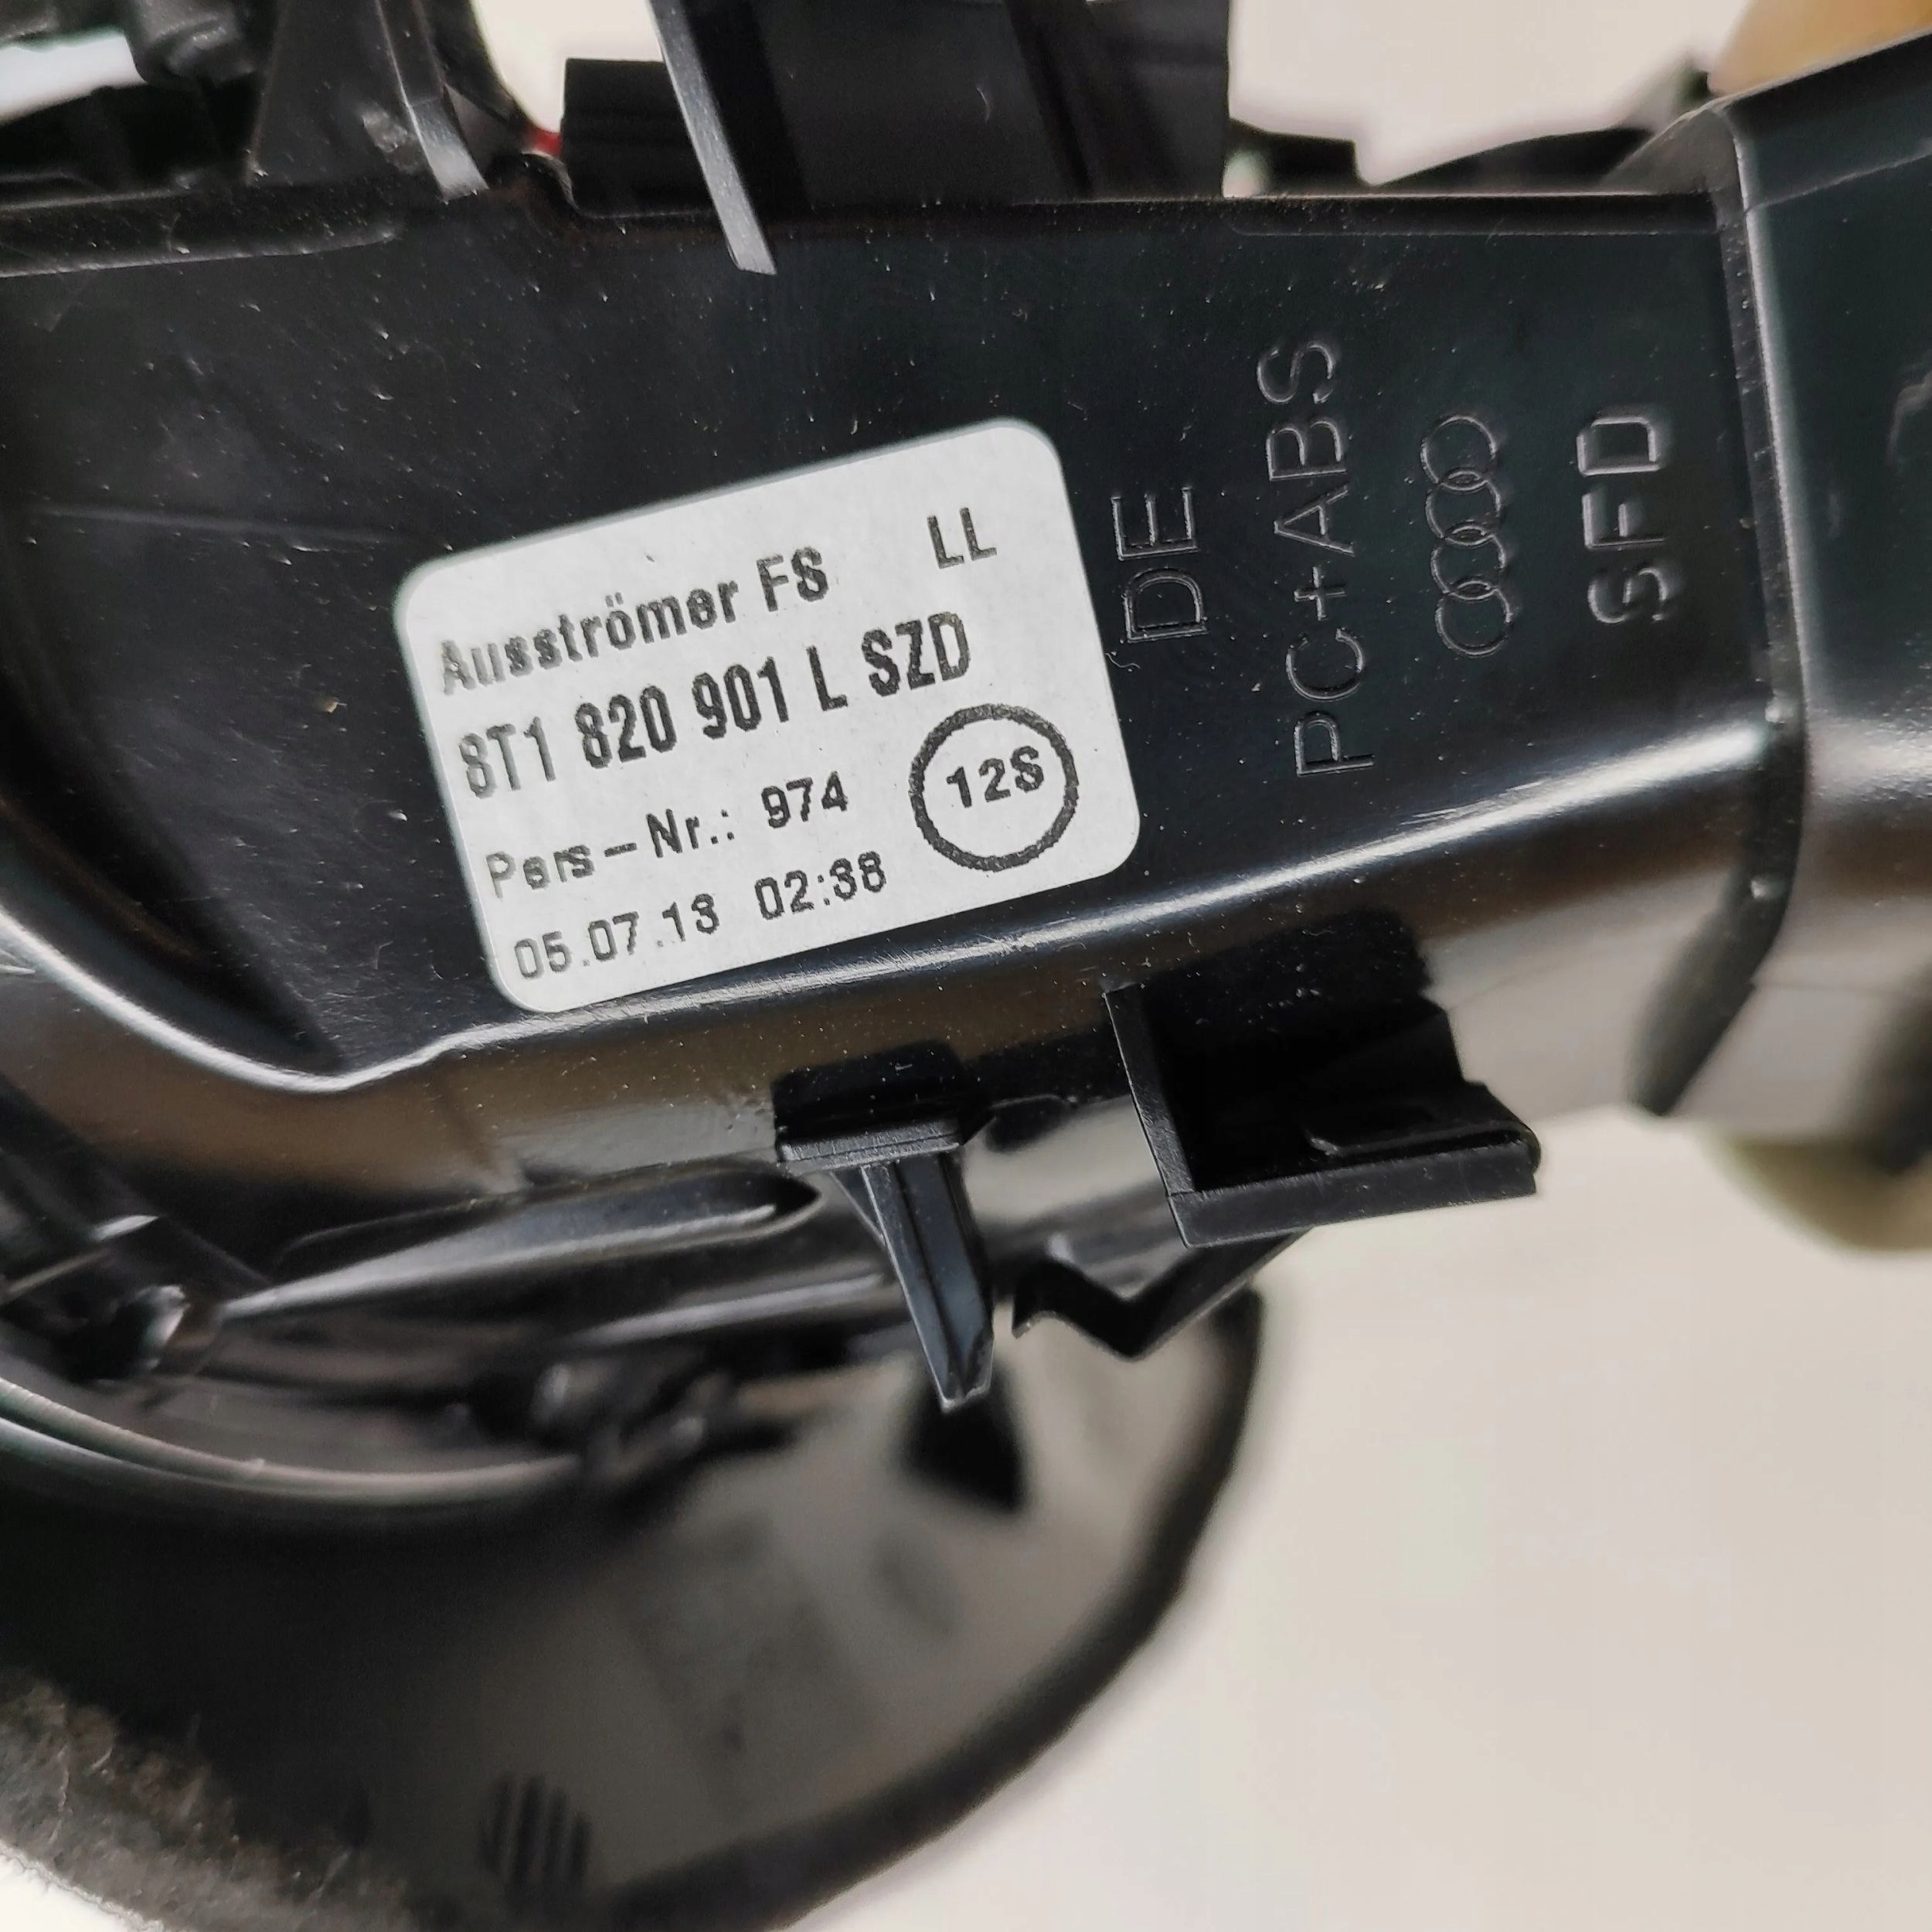 Ausströmer FS LL
8T1 820 901 L SZD
Pers-Nr.: 974
12S
05.07.13 02:38
DE
PC+ABS
SFD